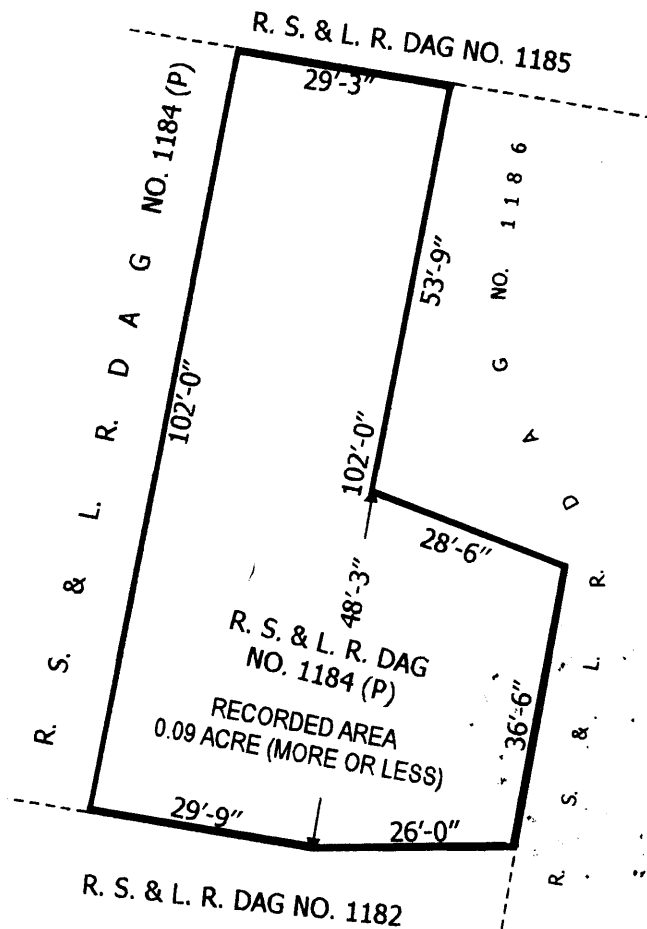 R. S. & L. R. DAG NO. 1185
29'-3"
R. S. & L. R. DAG NO. 1184 (P)
102'-0"
53'-9"
R. S. & L. R. DAG NO. 1186
102'-0"
28'-6"
48'-3"
R. S. & L. R. DAG
NO. 1184 (P)
RECORDED AREA
0.09 ACRE (MORE OR LESS)
36'-6"
29'-9"
26'-0"
R. S. & L. R. DAG NO. 1182